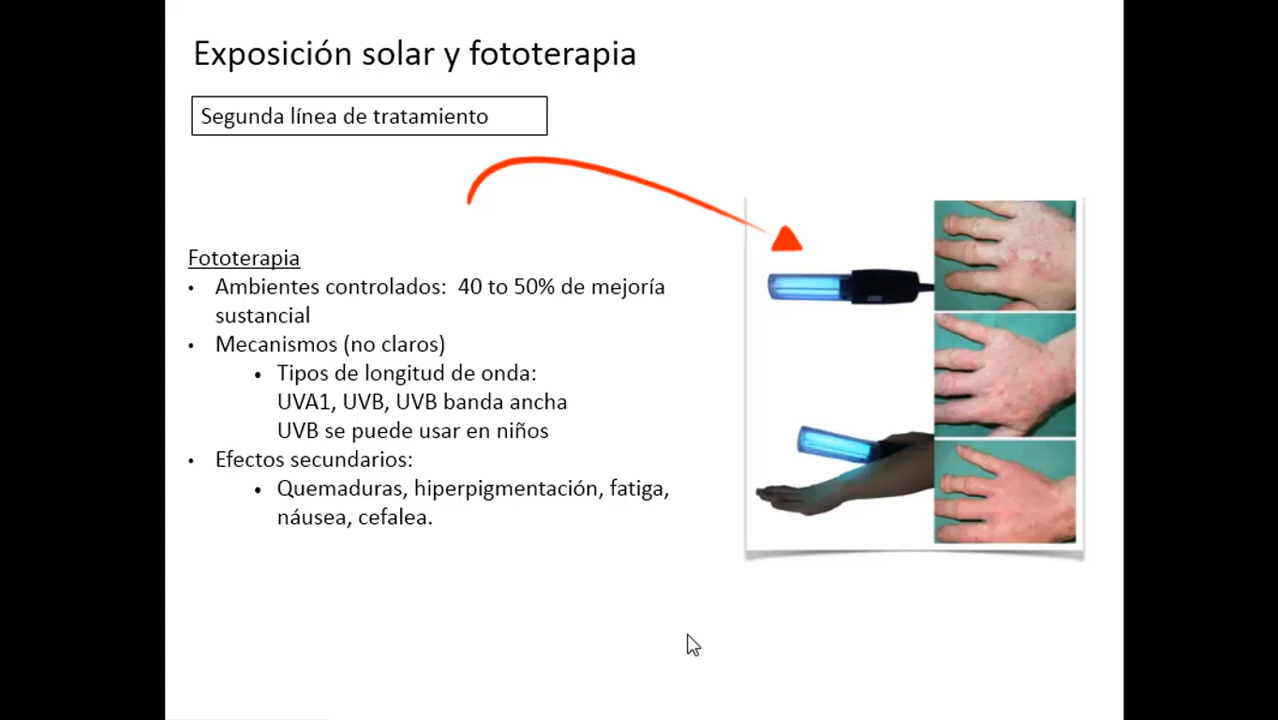 Exposición solar y fototerapia
Segunda línea de tratamiento
Fototerapia
• Ambientes controlados: 40 to 50% de mejoría
sustancial
• Mecanismos (no claros)
• Tipos de longitud de onda:
UVA1, UVB, UVB banda ancha
UVB se puede usar en niños
• Efectos secundarios:
• Quemaduras, hiperpigmentación, fatiga,
náusea, cefalea.